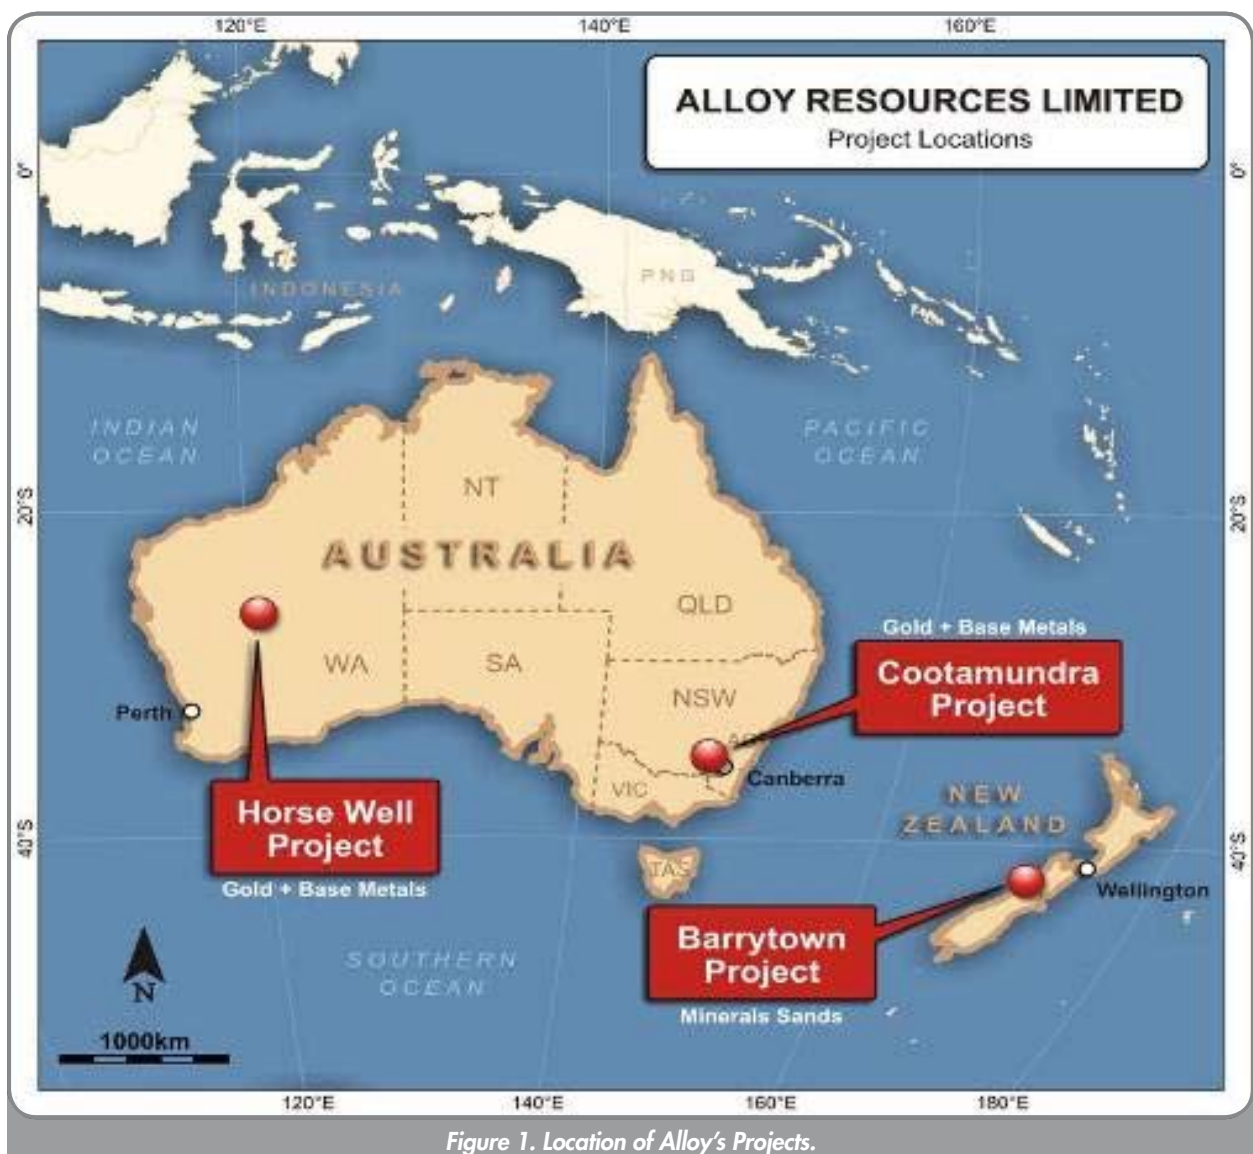 120°E
140°E
160°E
ALLOY RESOURCES LIMITED
Project Locations
0°
0°
PNG
INDONESIA
INDIAN
OCEAN
PACIFIC
OCEAN
NT
20°S
20°S
AUSTRALIA
QLD
Gold + Base Metals
Cootamundra
Project
WA
SA
NSW
Perth
Canberra
VIC
Horse Well
Project
Gold + Base Metals
NEW
ZEALAND
40°S
40°S
TAS
Wellington
Barrytown
Project
Minerals Sands
SOUTHERN
OCEAN
N
1000km
120°E
140°E
160°E
180°E
Figure 1. Location of Alloy's Projects.